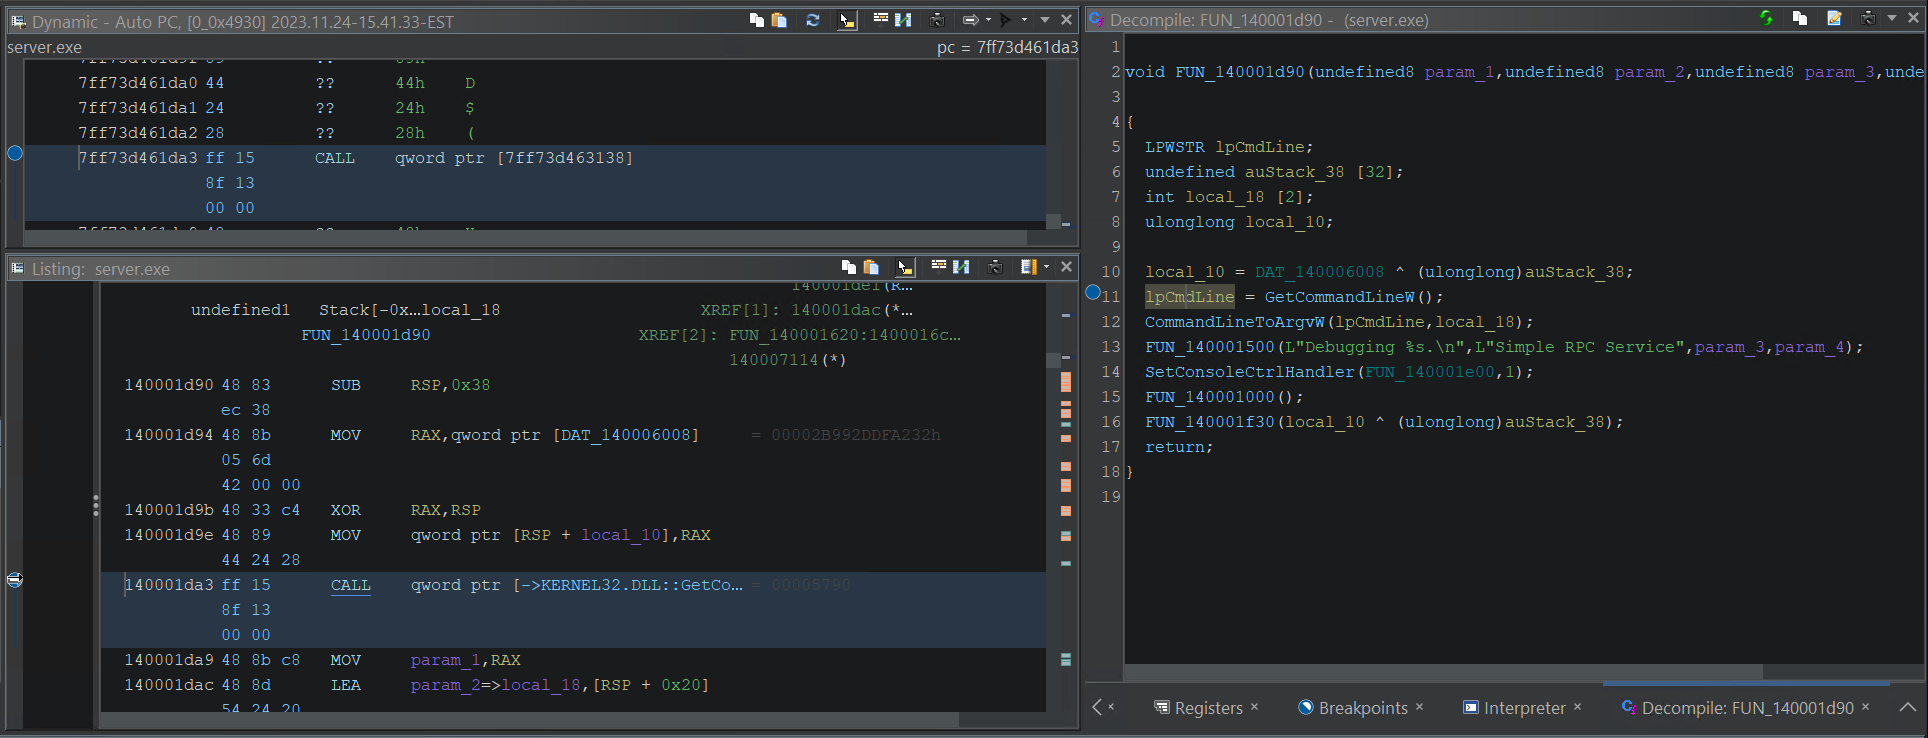 Dynamic - Auto PC, [0_0x4930] 2023.11.24-15.41.33-EST
server.exe pc = 7ff73d461da3
7ff73d461da0 44 ?? 44h D
7ff73d461da1 24 ?? 24h $
7ff73d461da2 28 ?? 28h (
7ff73d461da3 ff 15 CALL qword ptr [7ff73d463138]
8f 13
00 00
Listing: server.exe
undefined1 Stack[-0x...local_18 XREF[1]: 140001dac(*...
FUN_140001d90 XREF[2]: FUN_140001620:1400016c...
140007114(*)
140001d90 48 83 SUB RSP,0x38
ec 38
140001d94 48 8b MOV RAX,qword ptr [DAT_140006008] = 00002B992DDFA232h
05 6d
42 00 00
140001d9b 48 33 c4 XOR RAX,RSP
140001d9e 48 89 MOV qword ptr [RSP + local_10],RAX
44 24 28
140001da3 ff 15 CALL qword ptr [->KERNEL32.DLL::GetCo... = 00005790
8f 13
00 00
140001da9 48 8b c8 MOV param_1,RAX
140001dac 48 8d LEA param_2=>local_18,[RSP + 0x20]
54 24 20
Decompile: FUN_140001d90 - (server.exe)
1
2 void FUN_140001d90(undefined8 param_1,undefined8 param_2,undefined8 param_3,unde
3
4 {
5 LPWSTR lpCmdLine;
6 undefined auStack_38 [32];
7 int local_18 [2];
8 ulonglong local_10;
9
10 local_10 = DAT_140006008 ^ (ulonglong)auStack_38;
11 lpCmdLine = GetCommandLineW();
12 CommandLineToArgvW(lpCmdLine,local_18);
13 FUN_140001500(L"Debugging %s.\n",L"Simple RPC Service",param_3,param_4);
14 SetConsoleCtrlHandler(FUN_140001e00,1);
15 FUN_140001000();
16 FUN_140001f30(local_10 ^ (ulonglong)auStack_38);
17 return;
18 }
19
Registers × Breakpoints × Interpreter × Decompile: FUN_140001d90 ×